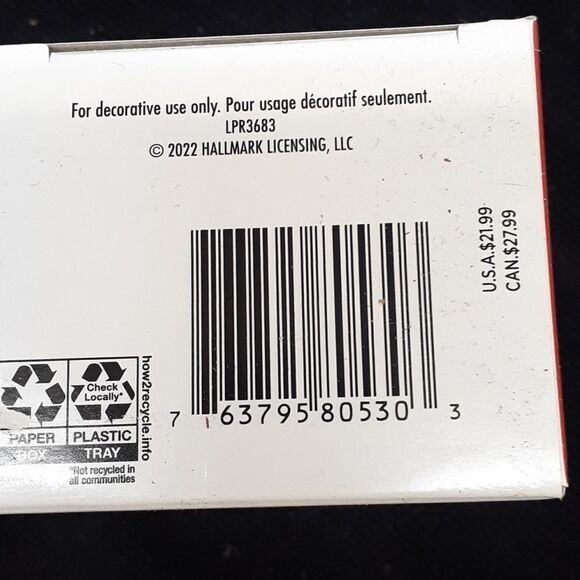 For decorative use only. Pour usage décoratif seulement.
LPR3683
© 2022 HALLMARK LICENSING, LLC
U.S.A.$21.99
CAN.$27.99
7 63795 80530 3
Check
Locally*
PAPER
BOX
PLASTIC
TRAY
how2recycle.info
*Not recycled in
all communities